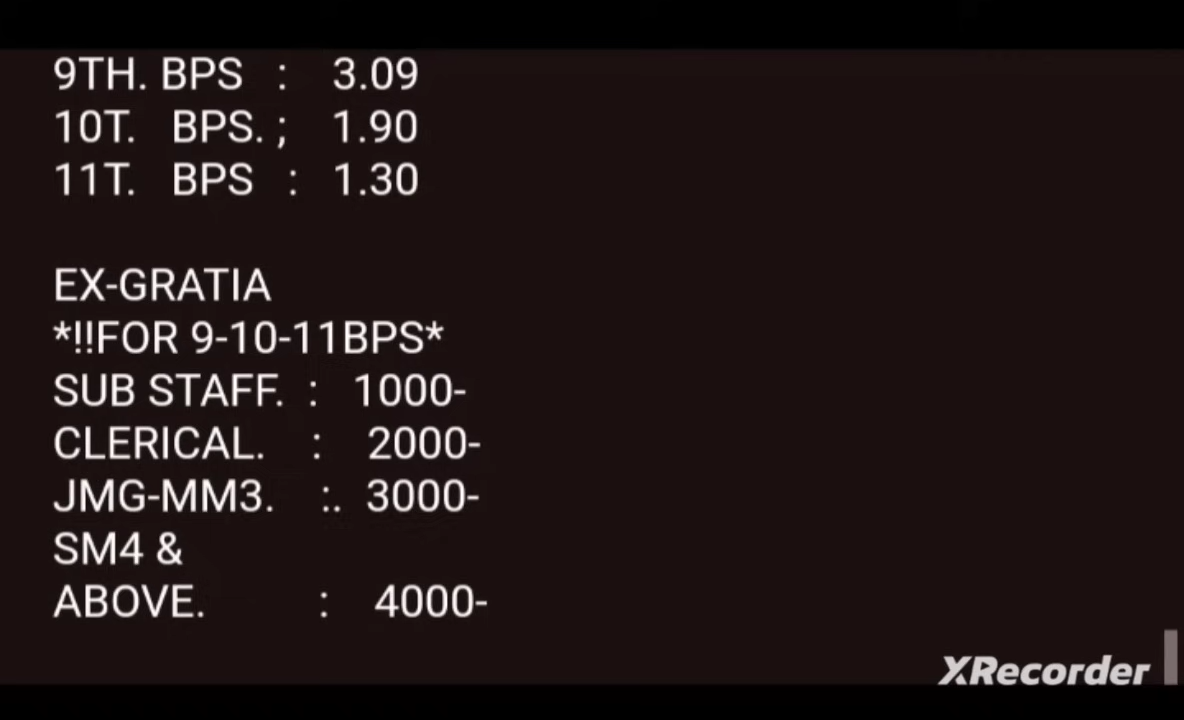 9TH. BPS : 3.09
10T. BPS. ; 1.90
11T. BPS : 1.30
EX-GRATIA
*!!FOR 9-10-11BPS*
SUB STAFF. : 1000-
CLERICAL. : 2000-
JMG-MM3. :. 3000-
SM4 &
ABOVE. : 4000-
XRecorder